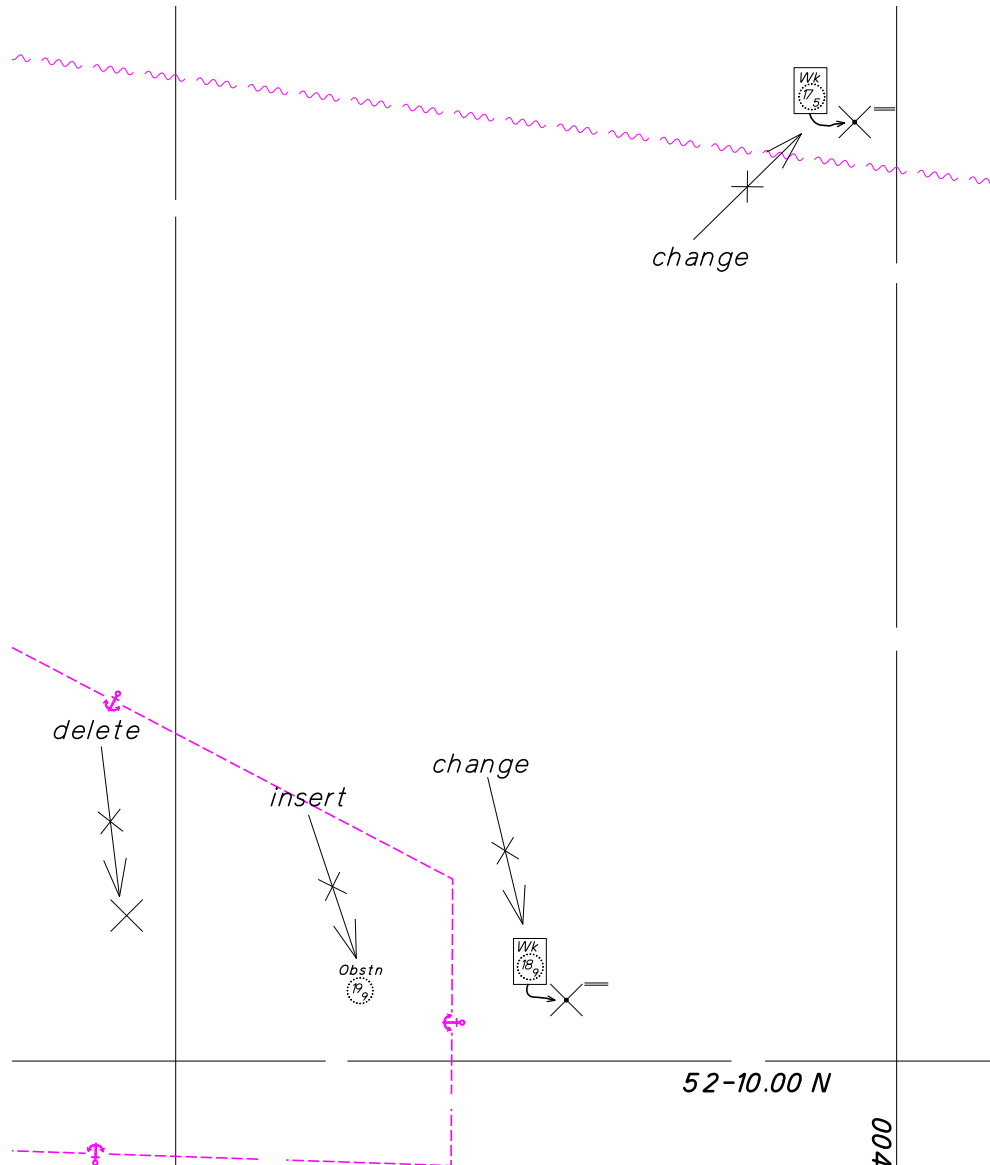 Wk
17 5
change
delete
change
insert
Wk
18 9
Obstn
19 9
52-10.00 N
004